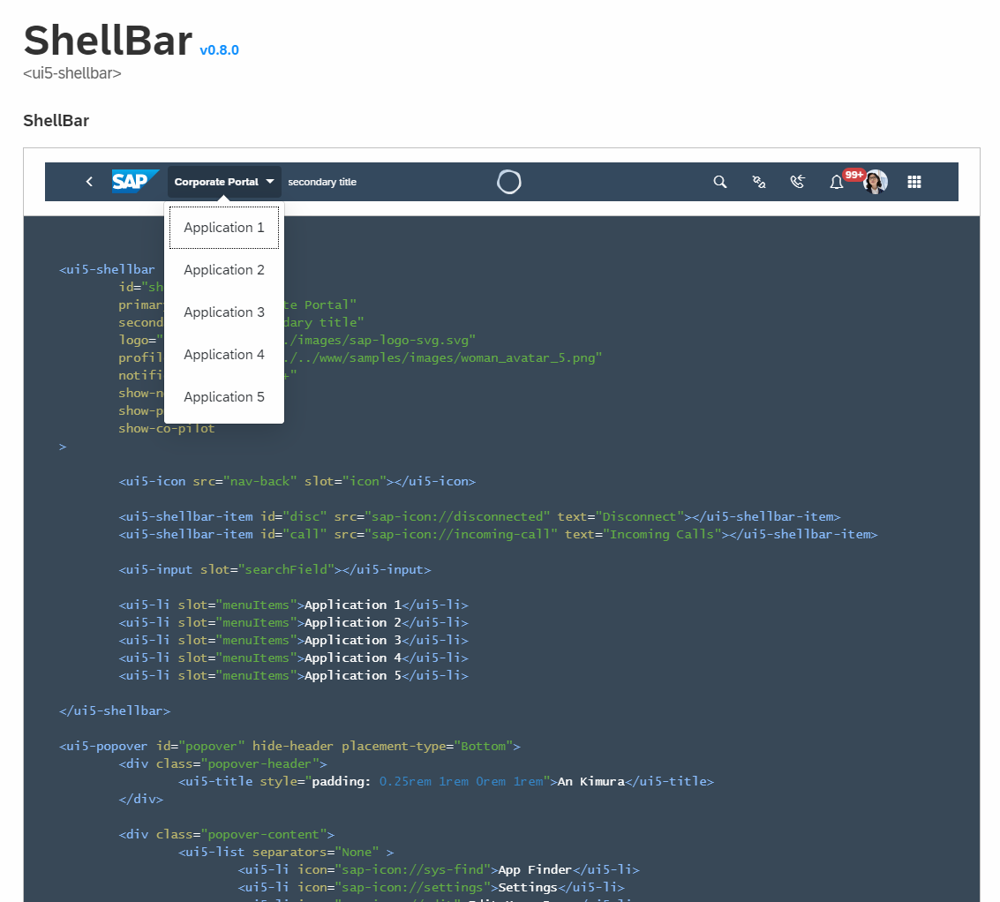 ShellBar v0.8.0
<ui5-shellbar>
ShellBar
SAP Corporate Portal secondary title 99+
Application 1
Application 2
Application 3
Application 4
Application 5
<ui5-shellbar
id="sh
primar te Portal"
second dary title"
logo=" ./images/sap-logo-svg.svg"
profil ./../www/samples/images/woman_avatar_5.png"
notifi +"
show-n
show-p
show-co-pilot
>
<ui5-icon src="nav-back" slot="icon"></ui5-icon>
<ui5-shellbar-item id="disc" src="sap-icon://disconnected" text="Disconnect"></ui5-shellbar-item>
<ui5-shellbar-item id="call" src="sap-icon://incoming-call" text="Incoming Calls"></ui5-shellbar-item>
<ui5-input slot="searchField"></ui5-input>
<ui5-li slot="menuItems">Application 1</ui5-li>
<ui5-li slot="menuItems">Application 2</ui5-li>
<ui5-li slot="menuItems">Application 3</ui5-li>
<ui5-li slot="menuItems">Application 4</ui5-li>
<ui5-li slot="menuItems">Application 5</ui5-li>
</ui5-shellbar>
<ui5-popover id="popover" hide-header placement-type="Bottom">
<div class="popover-header">
<ui5-title style="padding: 0.25rem 1rem 0rem 1rem">An Kimura</ui5-title>
</div>
<div class="popover-content">
<ui5-list separators="None" >
<ui5-li icon="sap-icon://sys-find">App Finder</ui5-li>
<ui5-li icon="sap-icon://settings">Settings</ui5-li>